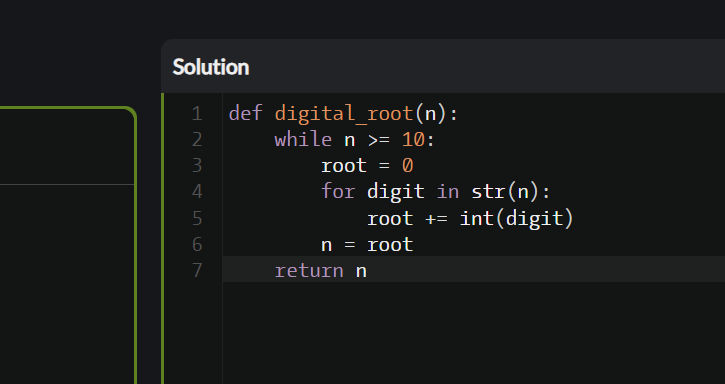 Solution
1 def digital_root(n):
2     while n >= 10:
3         root = 0
4         for digit in str(n):
5             root += int(digit)
6         n = root
7     return n